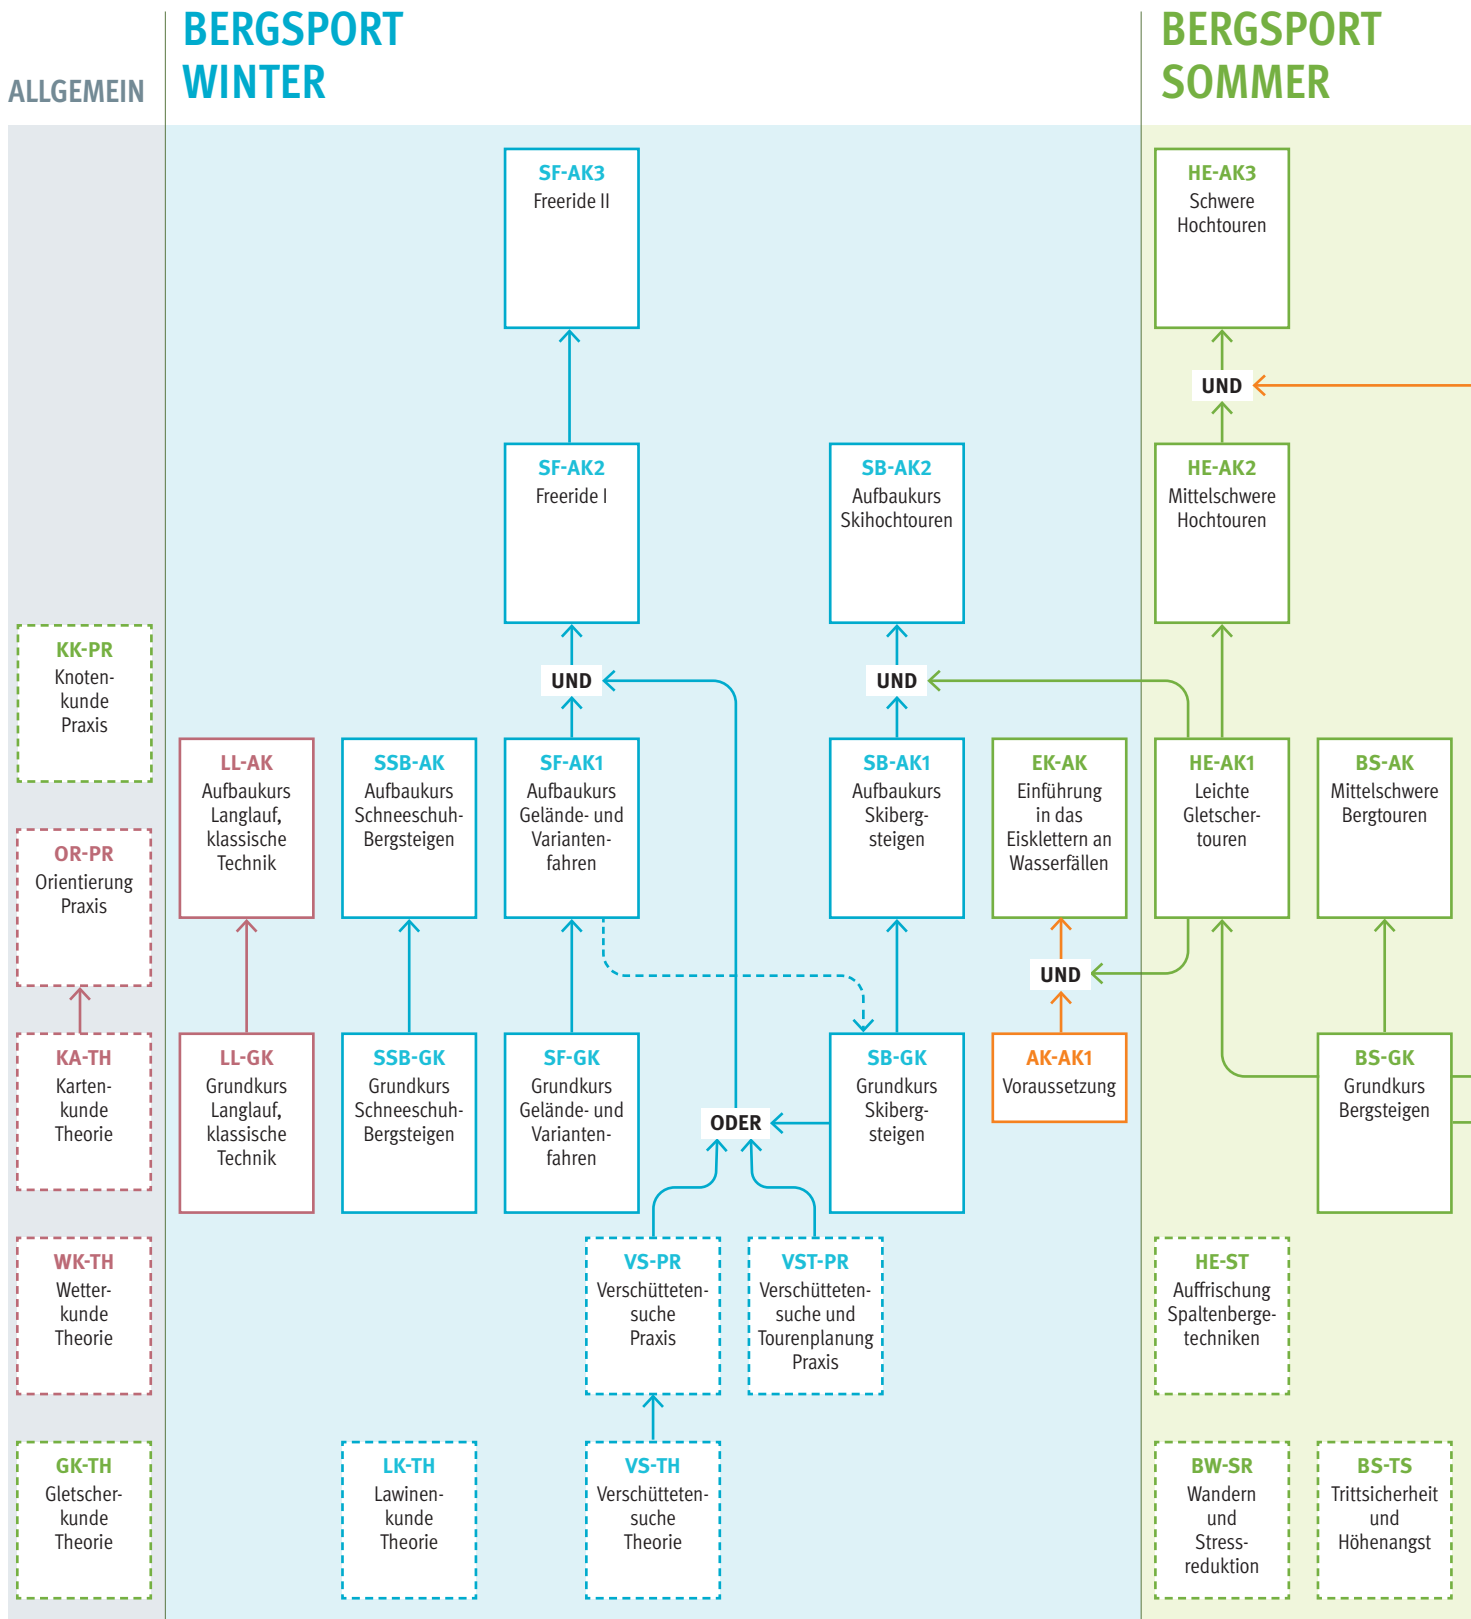 ALLGEMEIN
BERGSPORT
WINTER
BERGSPORT
SOMMER
SF-AK3
Freeride II
HE-AK3
Schwere
Hochtouren
UND
SF-AK2
Freeride I
SB-AK2
Aufbaukurs
Skihochtouren
HE-AK2
Mittelschwere
Hochtouren
KK-PR
Knoten-
kunde
Praxis
UND
UND
LL-AK
Aufbaukurs
Langlauf,
klassische
Technik
SSB-AK
Aufbaukurs
Schneeschuh-
Bergsteigen
SF-AK1
Aufbaukurs
Gelände- und
Varianten-
fahren
SB-AK1
Aufbaukurs
Skiberg-
steigen
EK-AK
Einführung
in das
Eisklettern an
Wasserfällen
HE-AK1
Leichte
Gletscher-
touren
BS-AK
Mittelschwere
Bergtouren
OR-PR
Orientierung
Praxis
UND
KA-TH
Karten-
kunde
Theorie
LL-GK
Grundkurs
Langlauf,
klassische
Technik
SSB-GK
Grundkurs
Schneeschuh-
Bergsteigen
SF-GK
Grundkurs
Gelände- und
Varianten-
fahren
ODER
SB-GK
Grundkurs
Skiberg-
steigen
AK-AK1
Voraussetzung
BS-GK
Grundkurs
Bergsteigen
WK-TH
Wetter-
kunde
Theorie
VS-PR
Verschütteten-
suche
Praxis
VST-PR
Verschütteten-
suche und
Tourenplanung
Praxis
HE-ST
Auffrischung
Spaltenberge-
techniken
GK-TH
Gletscher-
kunde
Theorie
LK-TH
Lawinen-
kunde
Theorie
VS-TH
Verschütteten-
suche
Theorie
BW-SR
Wandern
und
Stress-
reduktion
BS-TS
Trittsicherheit
und
Höhenangst